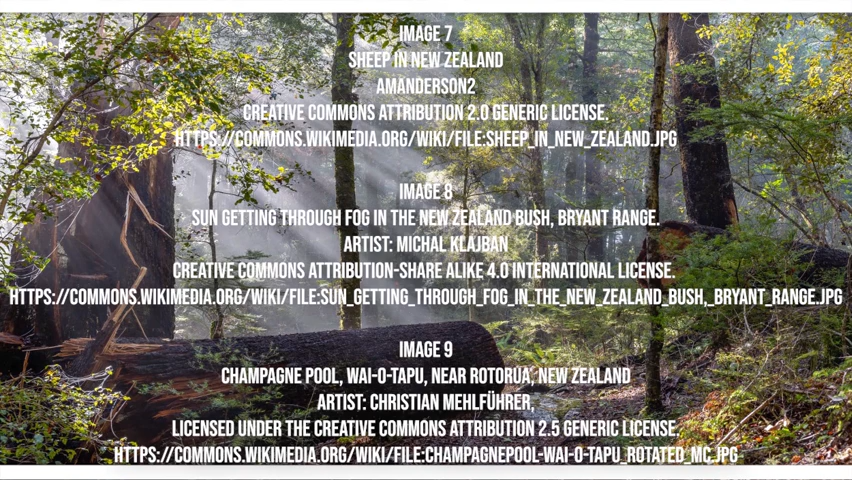 IMAGE 7
SHEEP IN NEW ZEALAND
AMANDERSON2
CREATIVE COMMONS ATTRIBUTION 2.0 GENERIC LICENSE.
HTTPS://COMMONS.WIKIMEDIA.ORG/WIKI/FILE:SHEEP_IN_NEW_ZEALAND.JPG
IMAGE 8
SUN GETTING THROUGH FOG IN THE NEW ZEALAND BUSH, BRYANT RANGE.
ARTIST: MICHAL KLAJBAN
CREATIVE COMMONS ATTRIBUTION-SHARE ALIKE 4.0 INTERNATIONAL LICENSE.
HTTPS://COMMONS.WIKIMEDIA.ORG/WIKI/FILE:SUN_GETTING_THROUGH_FOG_IN_THE_NEW_ZEALAND_BUSH,_BRYANT_RANGE.JPG
IMAGE 9
CHAMPAGNE POOL, WAI-O-TAPU, NEAR ROTORUA, NEW ZEALAND
ARTIST: CHRISTIAN MEHLFÜHRER
LICENSED UNDER THE CREATIVE COMMONS ATTRIBUTION 2.5 GENERIC LICENSE.
HTTPS://COMMONS.WIKIMEDIA.ORG/WIKI/FILE:CHAMPAGNEPOOL-WAI-O-TAPU_ROTATED_MC.JPG